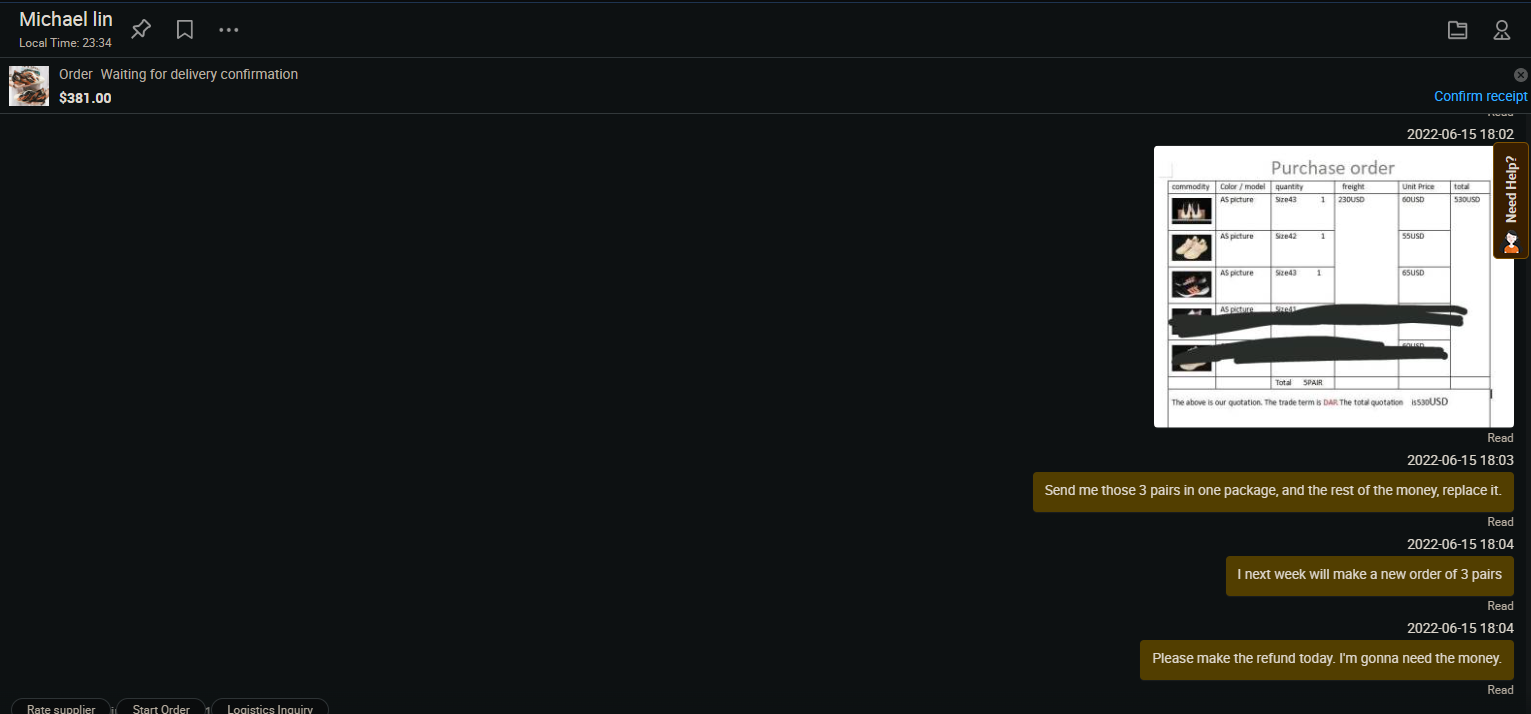 Michael lin
Local Time: 23:34
Order Waiting for delivery confirmation
$381.00
Confirm receipt
Read
2022-06-15 18:02
Need Help?
Purchase order
commodity Color / model quantity freight Unit Price total
AS picture Size43 1 230USD 60USD 530USD
AS picture Size42 1 55USD
AS picture Size43 1 65USD
AS picture Size41
60USD
Total 5PAIR
The above is our quotation. The trade term is DAP. The total quotation is530USD
Read
2022-06-15 18:03
Send me those 3 pairs in one package, and the rest of the money, replace it.
Read
2022-06-15 18:04
I next week will make a new order of 3 pairs
Read
2022-06-15 18:04
Please make the refund today. I'm gonna need the money.
Read
Rate supplier Start Order Logistics Inquiry